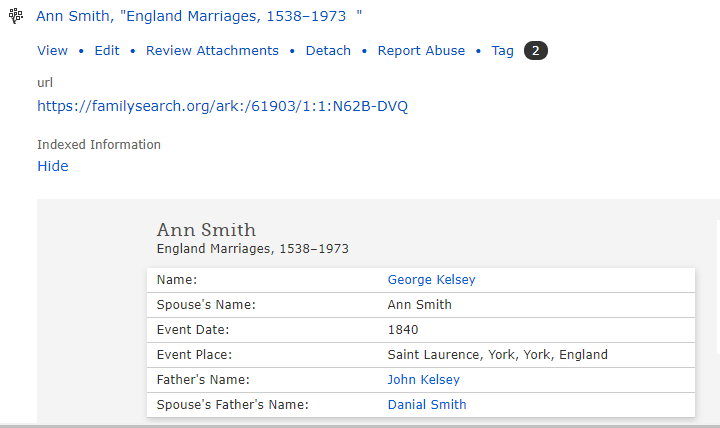 Ann Smith, "England Marriages, 1538–1973 "
View • Edit • Review Attachments • Detach • Report Abuse • Tag 2
url
https://familysearch.org/ark:/61903/1:1:N62B-DVQ
Indexed Information
Hide
Ann Smith
England Marriages, 1538–1973
Name: George Kelsey
Spouse's Name: Ann Smith
Event Date: 1840
Event Place: Saint Laurence, York, York, England
Father's Name: John Kelsey
Spouse's Father's Name: Danial Smith